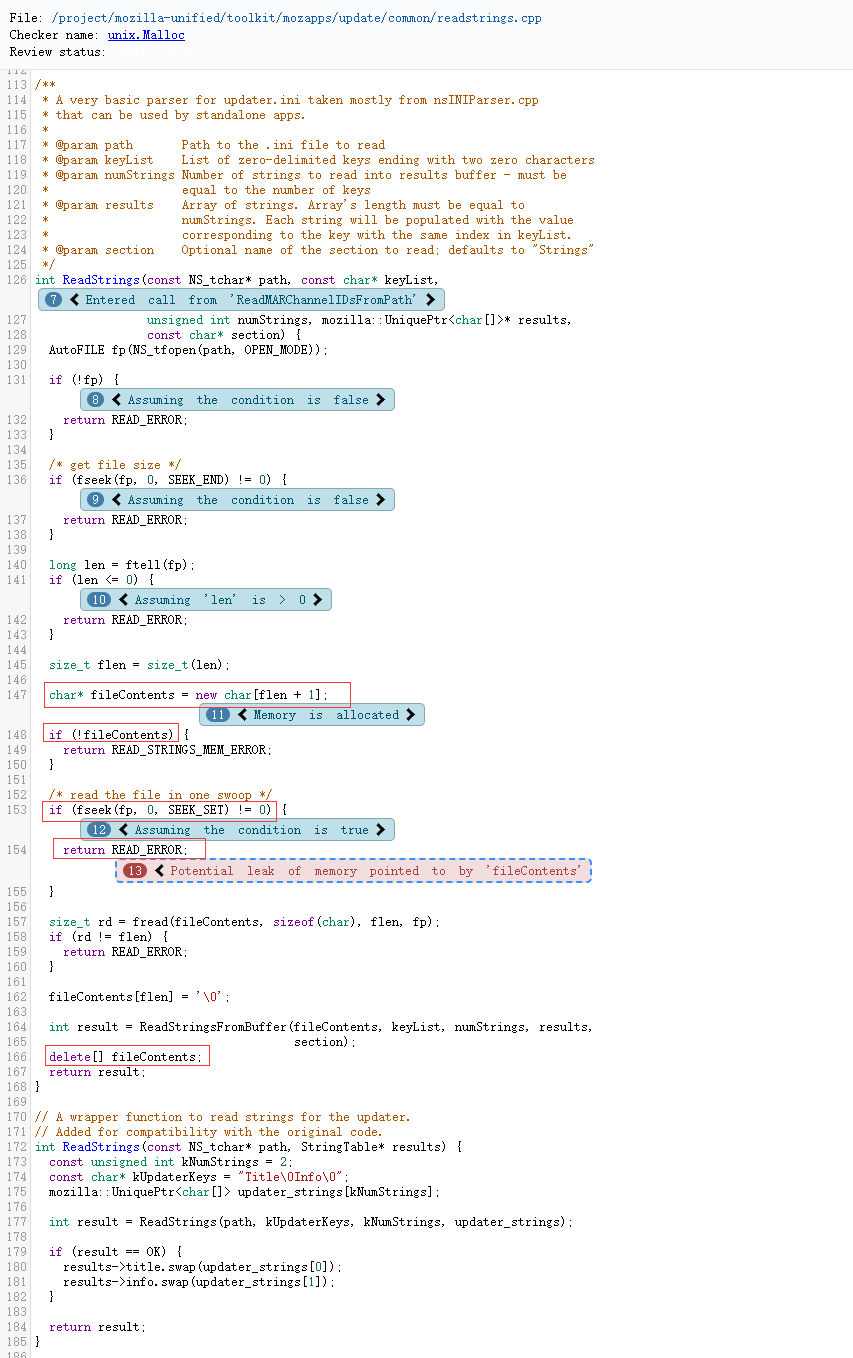 File: /project/mozilla-unified/toolkit/mozapps/update/common/readstrings.cpp
Checker name: unix.Malloc
Review status:
112
113 /**
114  * A very basic parser for updater.ini taken mostly from nsINIParser.cpp
115  * that can be used by standalone apps.
116  *
117  * @param path       Path to the .ini file to read
118  * @param keyList    List of zero-delimited keys ending with two zero characters
119  * @param numStrings Number of strings to read into results buffer - must be
120  *                   equal to the number of keys
121  * @param results    Array of strings. Array's length must be equal to
122  *                   numStrings. Each string will be populated with the value
123  *                   corresponding to the key with the same index in keyList.
124  * @param section    Optional name of the section to read; defaults to "Strings"
125  */
126 int ReadStrings(const NS_tchar* path, const char* keyList,
7 Entered call from 'ReadMARChannelIDsFromPath'
127                 unsigned int numStrings, mozilla::UniquePtr<char[]>* results,
128                 const char* section) {
129   AutoFILE fp(NS_tfopen(path, OPEN_MODE));
130
131   if (!fp) {
8 Assuming the condition is false
132     return READ_ERROR;
133   }
134
135   /* get file size */
136   if (fseek(fp, 0, SEEK_END) != 0) {
9 Assuming the condition is false
137     return READ_ERROR;
138   }
139
140   long len = ftell(fp);
141   if (len <= 0) {
10 Assuming 'len' is > 0
142     return READ_ERROR;
143   }
144
145   size_t flen = size_t(len);
146
147   char* fileContents = new char[flen + 1];
11 Memory is allocated
148   if (!fileContents) {
149     return READ_STRINGS_MEM_ERROR;
150   }
151
152   /* read the file in one swoop */
153   if (fseek(fp, 0, SEEK_SET) != 0) {
12 Assuming the condition is true
154     return READ_ERROR;
13 Potential leak of memory pointed to by 'fileContents'
155   }
156
157   size_t rd = fread(fileContents, sizeof(char), flen, fp);
158   if (rd != flen) {
159     return READ_ERROR;
160   }
161
162   fileContents[flen] = '\0';
163
164   int result = ReadStringsFromBuffer(fileContents, keyList, numStrings, results,
165                                      section);
166   delete[] fileContents;
167   return result;
168 }
169
170 // A wrapper function to read strings for the updater.
171 // Added for compatibility with the original code.
172 int ReadStrings(const NS_tchar* path, StringTable* results) {
173   const unsigned int kNumStrings = 2;
174   const char* kUpdaterKeys = "Title\0Info\0";
175   mozilla::UniquePtr<char[]> updater_strings[kNumStrings];
176
177   int result = ReadStrings(path, kUpdaterKeys, kNumStrings, updater_strings);
178
179   if (result == OK) {
180     results->title.swap(updater_strings[0]);
181     results->info.swap(updater_strings[1]);
182   }
183
184   return result;
185 }
186